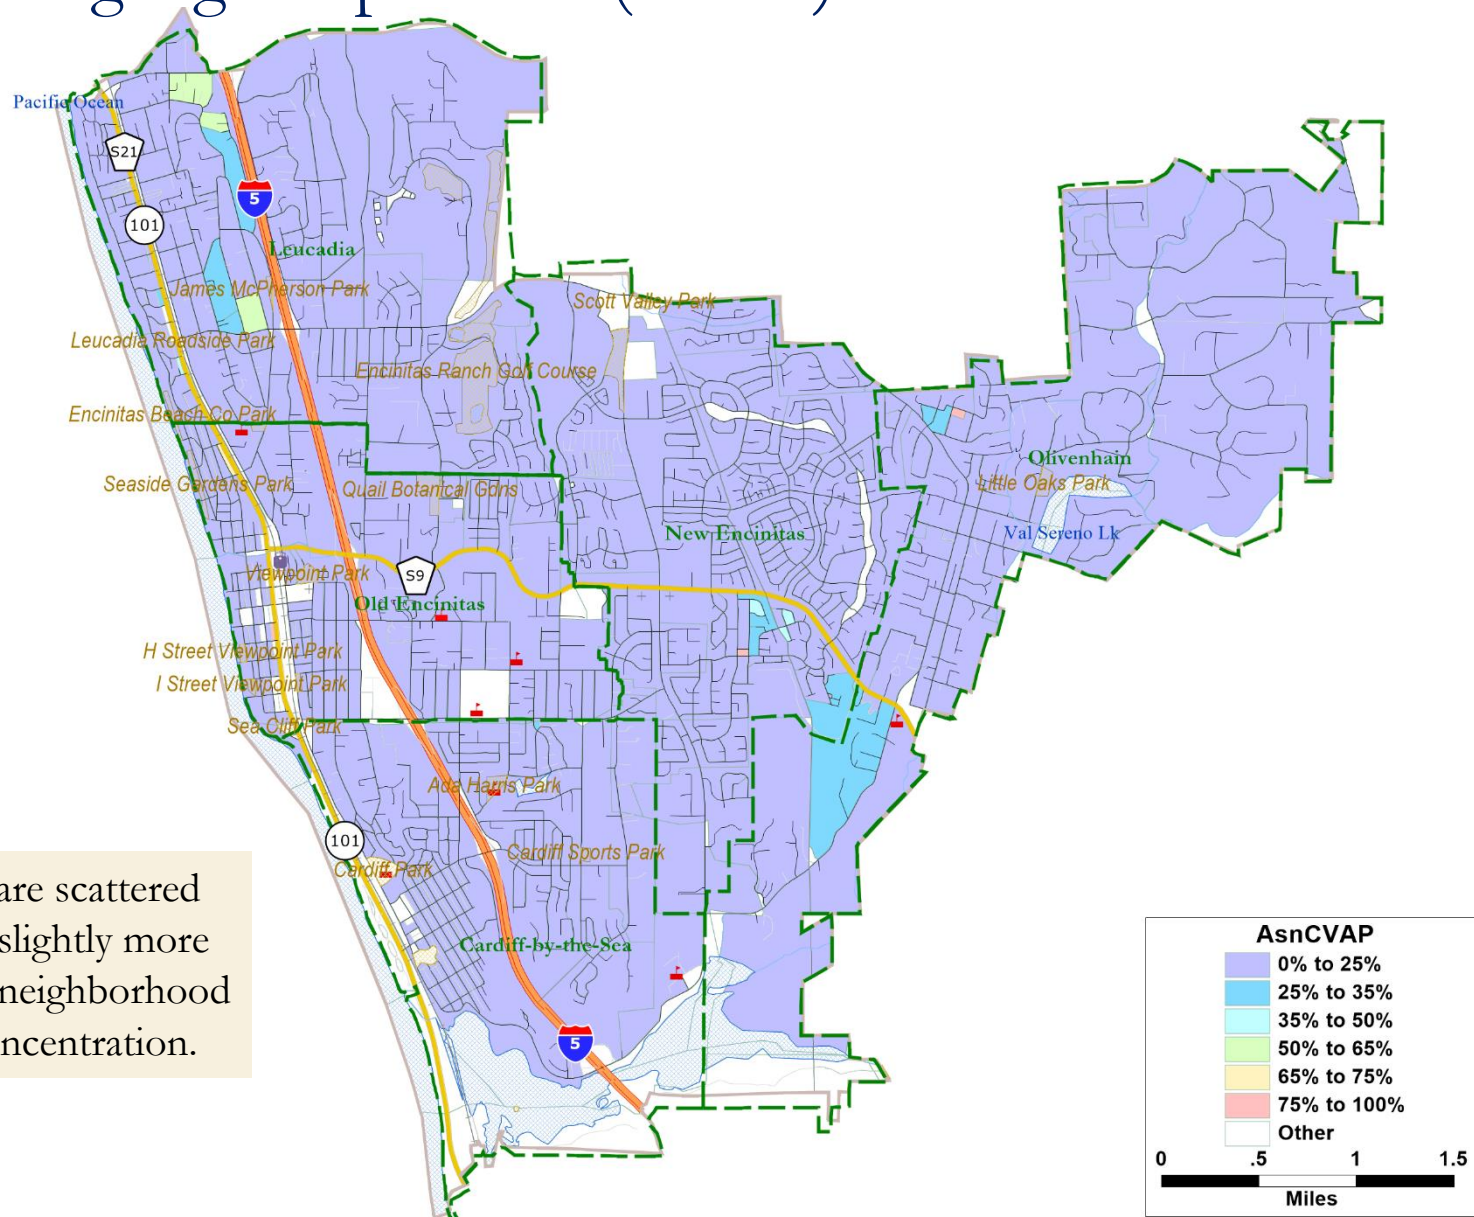 Pacific Ocean
S21
5
101
Leucadia
James McPherson Park
Scott Valley Park
Leucadia Roadside Park
Encinitas Ranch Golf Course
Encinitas Beach Co Park
Olivenhain
Seaside Gardens Park
Quail Botanical Gdns
Little Oaks Park
New Encinitas
Val Sereno Lk
Viewpoint Park
S9
Old Encinitas
H Street Viewpoint Park
I Street Viewpoint Park
Sea Cliff Park
Ada Harris Park
101
Cardiff Sports Park
Cardiff Park
are scattered
slightly more
neighborhood
ncentration.
Cardiff-by-the-Sea
5
AsnCVAP
0% to 25%
25% to 35%
35% to 50%
50% to 65%
65% to 75%
75% to 100%
Other
0 .5 1 1.5
Miles